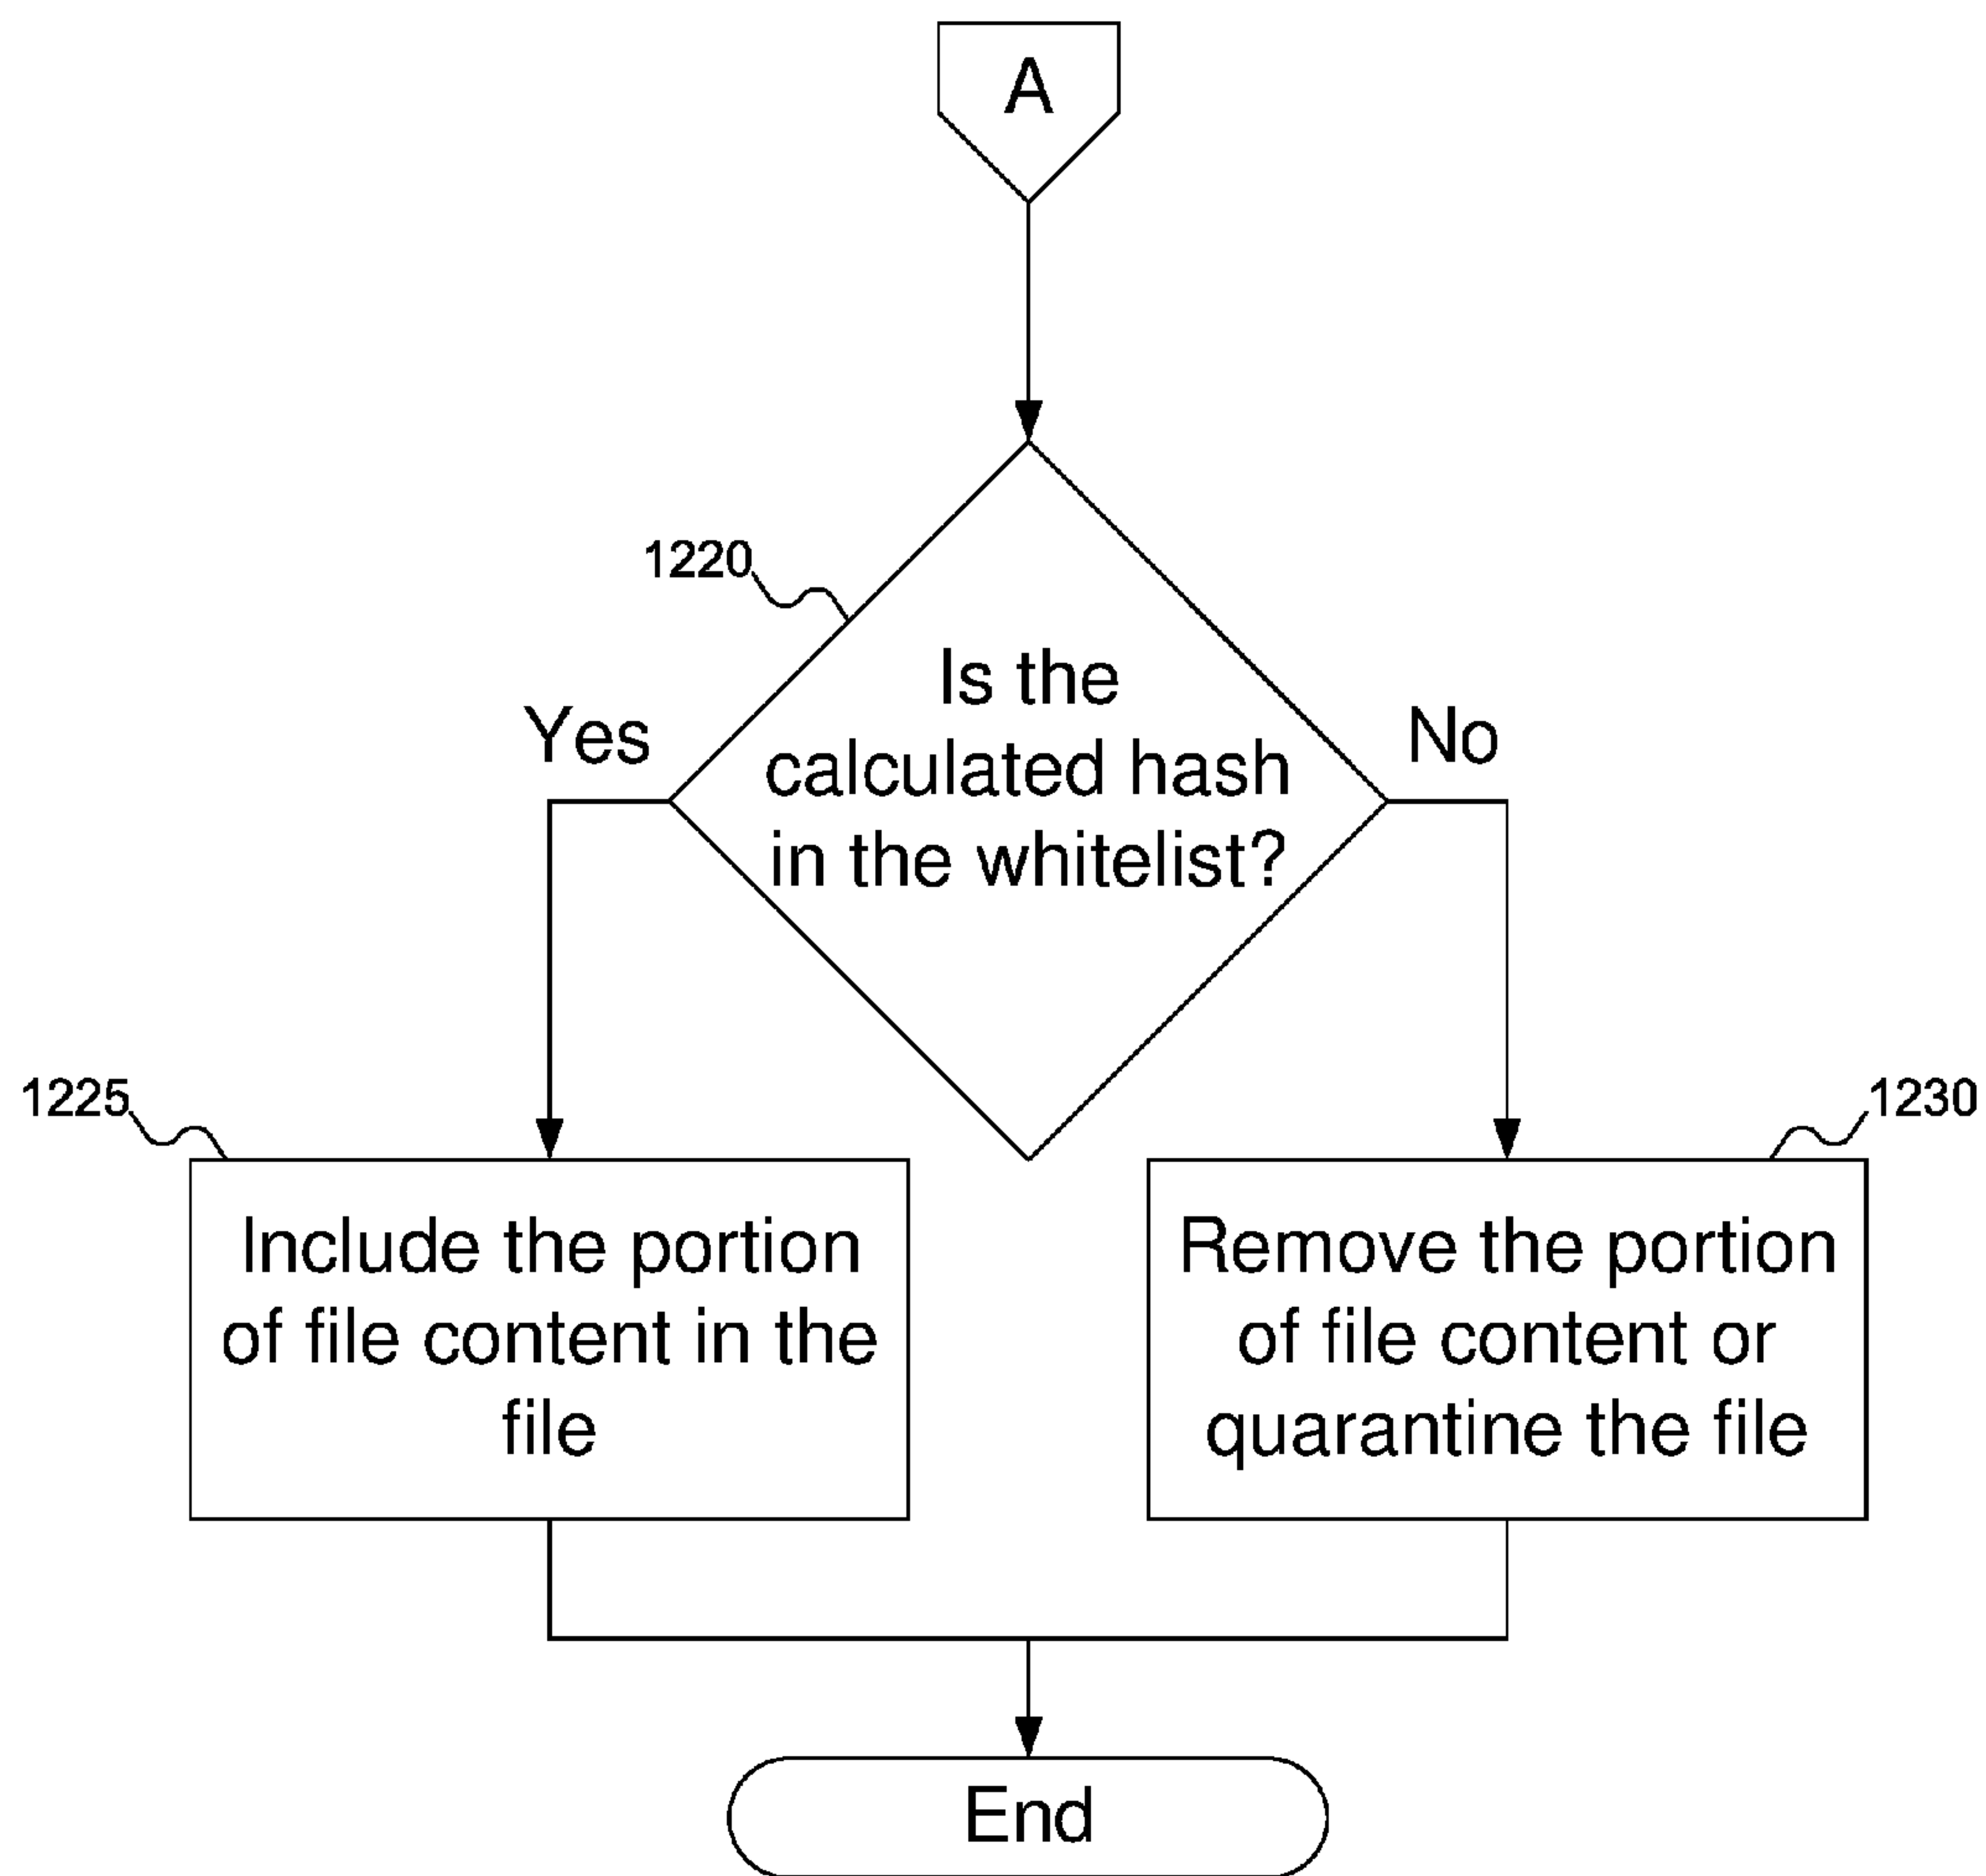 A
1220
Is the
calculated hash
in the whitelist?
Yes
No
1225
Include the portion
of file content in the
file
1230
Remove the portion
of file content or
quarantine the file
End